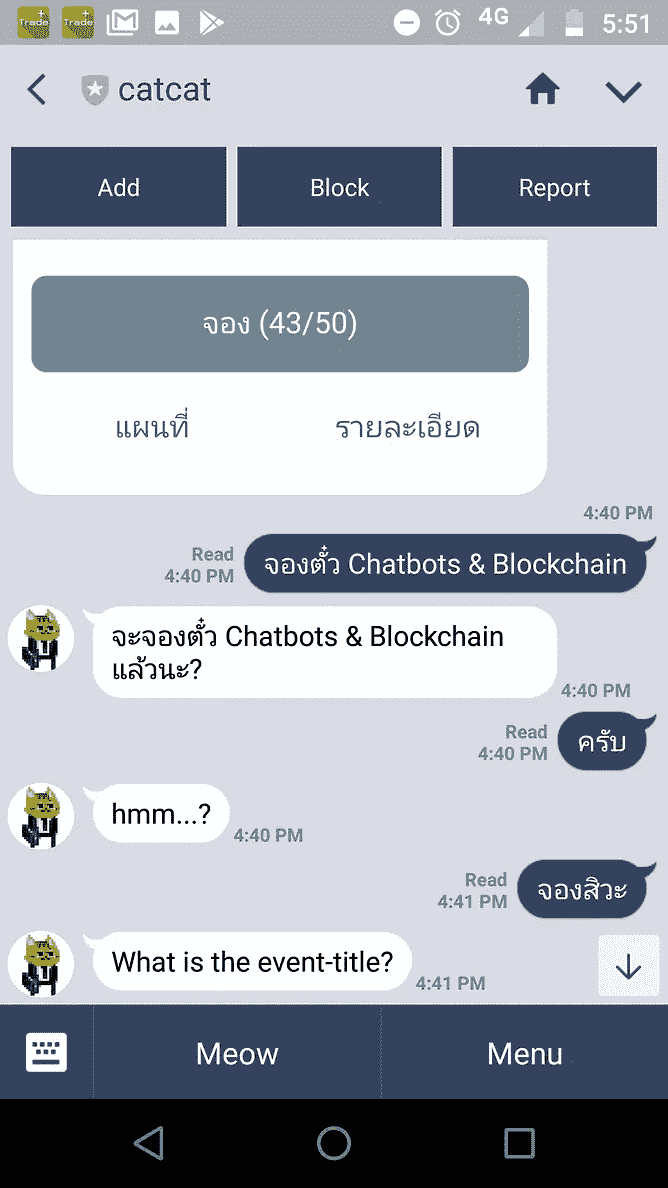 Trade
Trade
4G
5:51
catcat
Add
Block
Report
จอง (43/50)
แผนที่
รายละเอียด
4:40 PM
Read
4:40 PM
จองตั๋ว Chatbots & Blockchain
จะจองตั๋ว Chatbots & Blockchain
แล้วนะ?
4:40 PM
Read
4:40 PM
ครับ
hmm...?
4:40 PM
Read
4:41 PM
จองสิวะ
What is the event-title?
4:41 PM
Meow
Menu